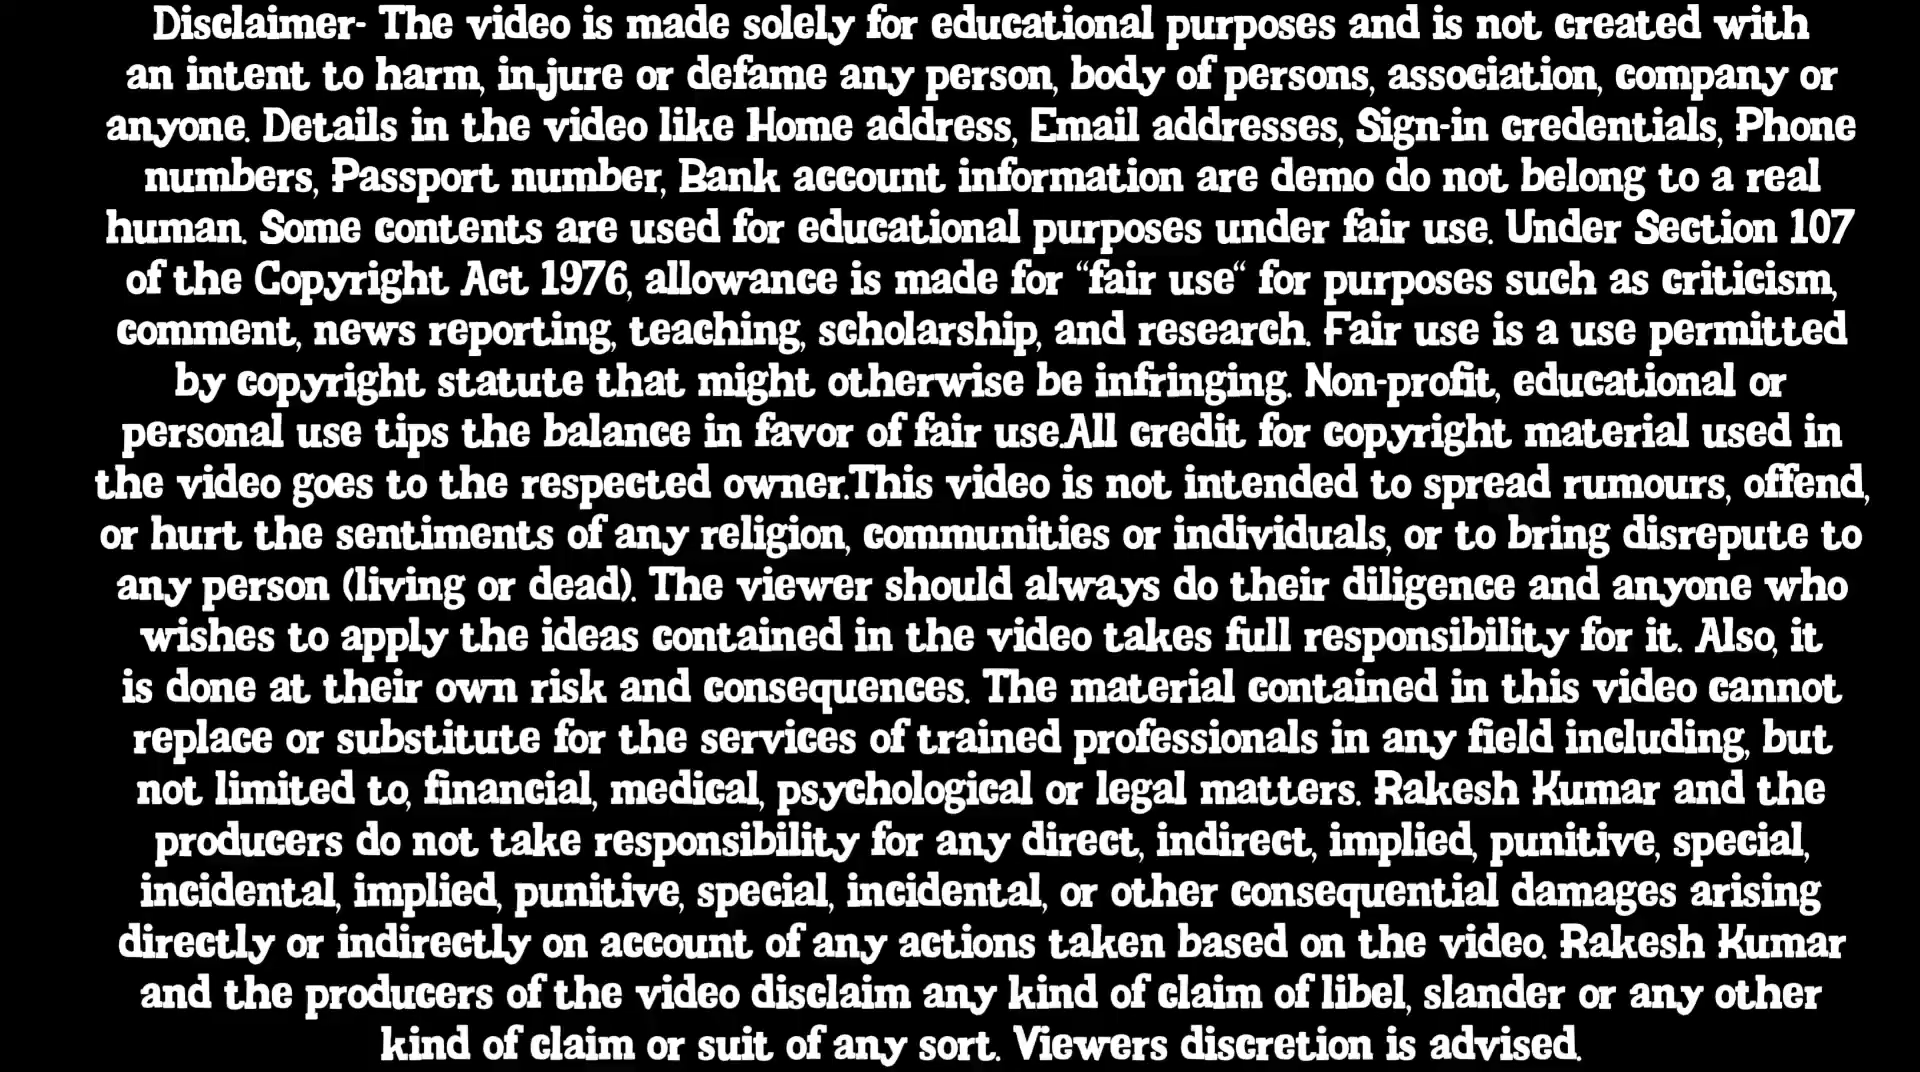 Disclaimer- The video is made solely for educational purposes and is not created with
an intent to harm, injure or defame any person, body of persons, association, company or
anyone. Details in the video like Home address, Email addresses, Sign-in credentials, Phone
numbers, Passport number, Bank account information are demo do not belong to a real
human. Some contents are used for educational purposes under fair use. Under Section 107
of the Copyright Act 1976, allowance is made for “fair use“ for purposes such as criticism,
comment, news reporting, teaching, scholarship, and research. Fair use is a use permitted
by copyright statute that might otherwise be infringing. Non-profit, educational or
personal use tips the balance in favor of fair use.All credit for copyright material used in
the video goes to the respected owner.This video is not intended to spread rumours, offend,
or hurt the sentiments of any religion, communities or individuals, or to bring disrepute to
any person (living or dead). The viewer should always do their diligence and anyone who
wishes to apply the ideas contained in the video takes full responsibility for it. Also, it
is done at their own risk and consequences. The material contained in this video cannot
replace or substitute for the services of trained professionals in any field including, but
not limited to, financial, medical, psychological or legal matters. Rakesh Kumar and the
producers do not take responsibility for any direct, indirect, implied, punitive, special,
incidental, implied, punitive, special, incidental, or other consequential damages arising
directly or indirectly on account of any actions taken based on the video. Rakesh Kumar
and the producers of the video disclaim any kind of claim of libel, slander or any other
kind of claim or suit of any sort. Viewers discretion is advised.